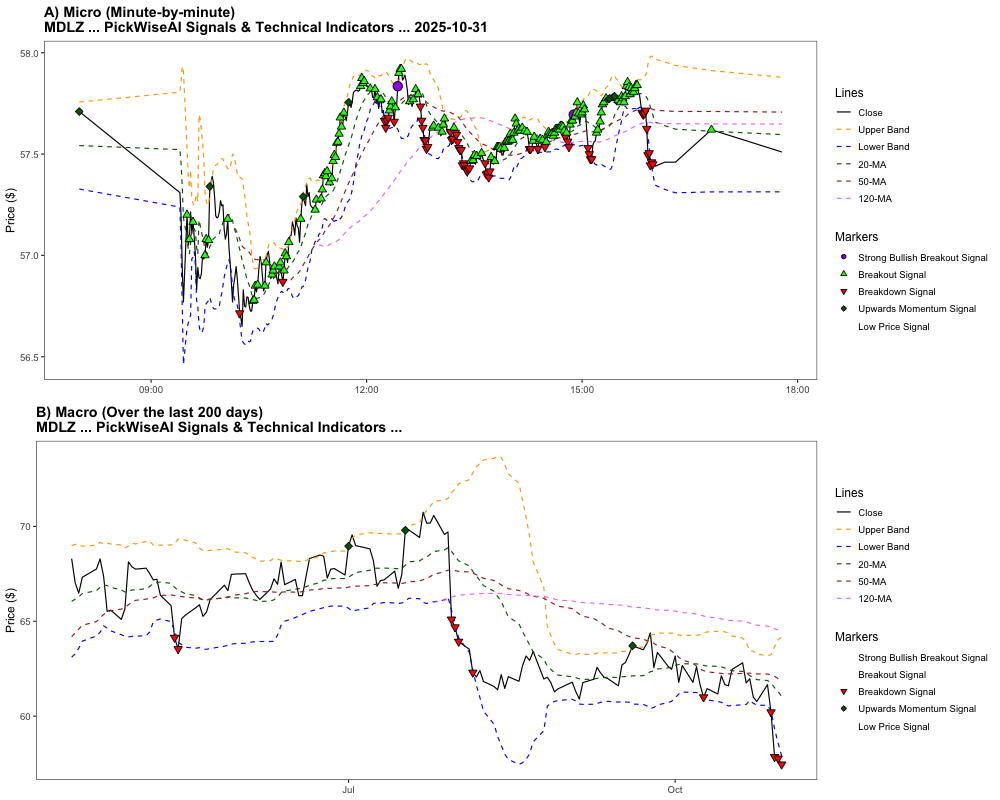 A) Micro (Minute-by-minute)
MDLZ ... PickWiseAI Signals & Technical Indicators ... 2025-10-31
58.0
57.5
57.0
56.5
Price ($)
09:00
12:00
15:00
18:00
Lines
Close
Upper Band
Lower Band
20-MA
50-MA
120-MA
Markers
Strong Bullish Breakout Signal
Breakout Signal
Breakdown Signal
Upwards Momentum Signal
Low Price Signal
B) Macro (Over the last 200 days)
MDLZ ... PickWiseAI Signals & Technical Indicators ...
70
65
60
Price ($)
Jul
Oct
Lines
Close
Upper Band
Lower Band
20-MA
50-MA
120-MA
Markers
Strong Bullish Breakout Signal
Breakout Signal
Breakdown Signal
Upwards Momentum Signal
Low Price Signal